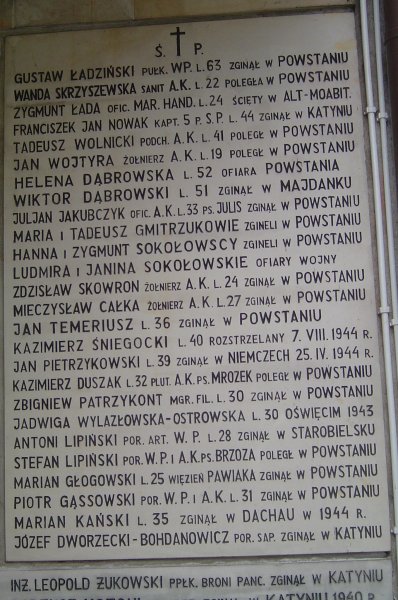 Ś. † P.
GUSTAW ŁADZIŃSKI PUŁK. WP. L. 63 ZGINĄŁ W POWSTANIU
WANDA SKRZYSZEWSKA SANIT A.K. L. 22 POLEGŁA W POWSTANIU
ZYGMUNT ŁADA OFIC. MAR. HAND. L. 24 ŚCIĘTY W ALT-MOABIT.
FRANCISZEK JAN NOWAK KAPT. 5 P.S.P. L. 44 ZGINĄŁ W KATYNIU
TADEUSZ WOLNICKI PODCH. A.K. L. 41 POLEGŁ W POWSTANIU
JAN WOJTYRA ŻOŁNIERZ A.K. L. 19 POLEGŁ W POWSTANIU
HELENA DĄBROWSKA L. 52 OFIARA POWSTANIA
WIKTOR DĄBROWSKI L. 51 ZGINĄŁ W MAJDANKU
JULJAN JAKUBCZYK OFIC. A.K. L. 33 PS. JULIS ZGINĄŁ W POWSTANIU
MARIA I TADEUSZ GMITRZUKOWIE ZGINELI W POWSTANIU
HANNA I ZYGMUNT SOKOŁOWSCY ZGINELI W POWSTANIU
LUDMIRA I JANINA SOKOŁOWSKIE OFIARY WOJNY
ZDZISŁAW SKOWRON ŻOŁNIERZ A.K. L. 24 ZGINĄŁ W POWSTANIU
MIECZYSŁAW CAŁKA ŻOŁNIERZ A.K. L. 27 ZGINĄŁ W POWSTANIU
JAN TEMERIUSZ L. 36 ZGINĄŁ W POWSTANIU
KAZIMIERZ ŚNIEGOCKI L. 40 ROZSTRZELANY 7. VIII. 1944 R.
JAN PIETRZYKOWSKI L. 39 ZGINĄŁ W NIEMCZECH 25. IV. 1944 R.
KAZIMIERZ DUSZAK L. 32 PLUT. A.K. PS. MROZEK POLEGŁ W POWSTANIU
ZBIGNIEW PATRZYKONT MGR. FIL. L. 30 ZGINĄŁ W POWSTANIU
JADWIGA WYLAZŁOWSKA-OSTROWSKA L. 30 OŚWIĘCIM 1943
ANTONI LIPIŃSKI POR. ART. W. P. L. 28 ZGINĄŁ W STAROBIELSKU
STEFAN LIPIŃSKI POR. W.P. I A.K. PS. BRZOZA POLEGŁ W POWSTANIU
MARIAN GŁOGOWSKI L. 25 WIĘZIEŃ PAWIAKA ZGINĄŁ W POWSTANIU
PIOTR GĄSSOWSKI POR. W.P. I A.K. L. 31 ZGINĄŁ W POWSTANIU
MARIAN KAŃSKI L. 35 ZGINĄŁ W DACHAU W 1944 R.
JÓZEF DWORZECKI-BOHDANOWICZ POR. SAP. ZGINĄŁ W KATYNIU
INŻ. LEOPOLD ŻUKOWSKI PPŁK. BRONI PANC. ZGINĄŁ W KATYNIU
ZGINĄŁ W KATYNIU 1940 R.